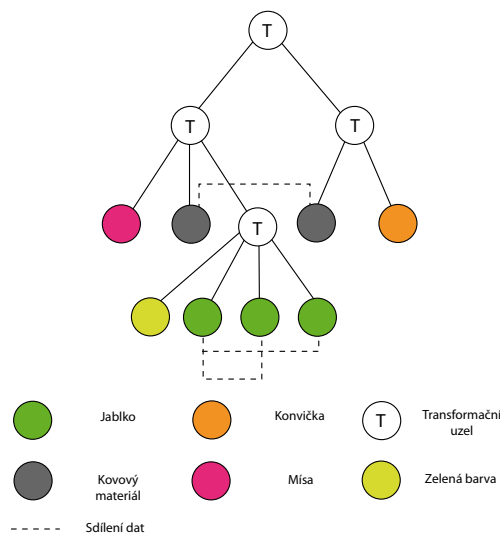 T
T
T
T
Jablko
Konvička
T
Transformační
uzel
Kovový
materiál
Mísa
Zelená barva
Sdílení dat